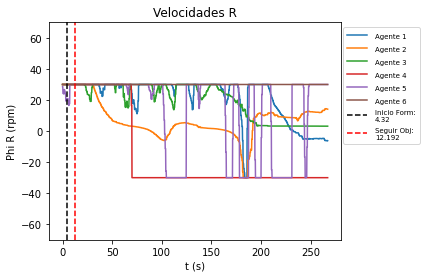 Velocidades R
Phi R (rpm)
60
40
20
0
−20
−40
−60
0
50
100
150
200
250
t (s)
Agente 1
Agente 2
Agente 3
Agente 4
Agente 5
Agente 6
Inicio Form:
4.32
Seguir Obj:
12.192